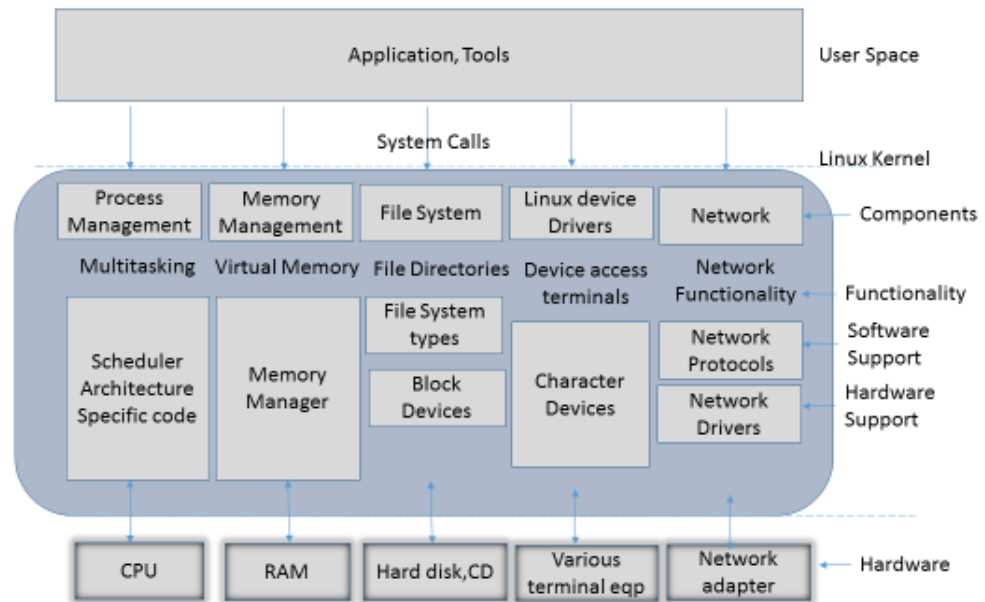 Application, Tools
User Space
System Calls
Linux Kernel
Process
Management
Memory
Management
File System
Linux device
Drivers
Network
Components
Multitasking
Virtual Memory
File Directories
Device access
terminals
Network
Functionality
Functionality
Scheduler
Architecture
Specific code
Memory
Manager
File System
types
Block
Devices
Character
Devices
Network
Protocols
Software
Support
Network
Drivers
Hardware
Support
CPU
RAM
Hard disk,CD
Various
terminal eqp
Network
adapter
Hardware